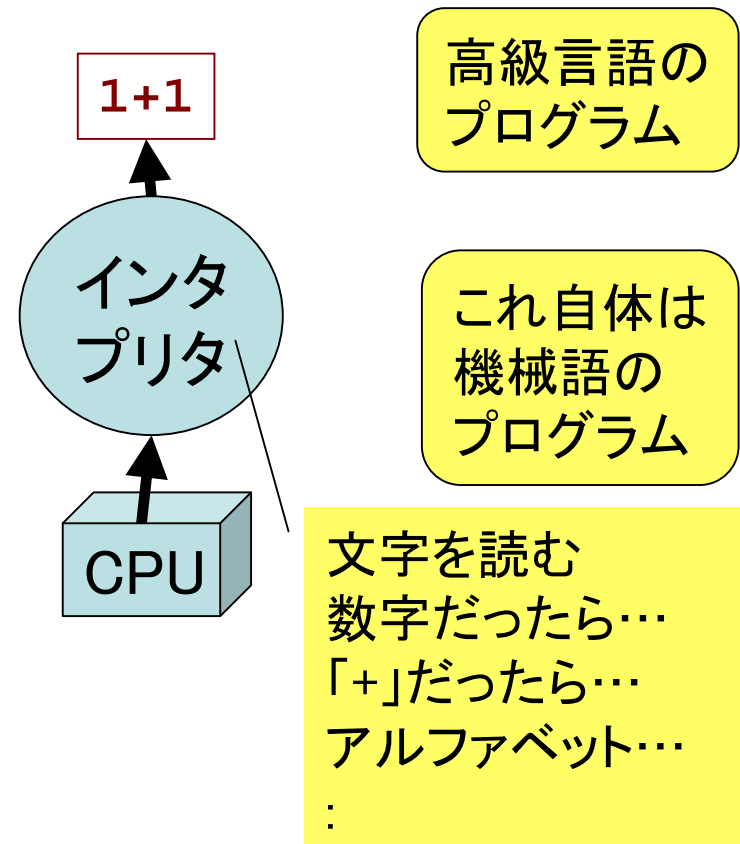 1+1
高級言語の
プログラム
インタ
プリタ
これ自体は
機械語の
プログラム
CPU
文字を読む
数字だったら…
「+」だったら…
アルファベット…
: